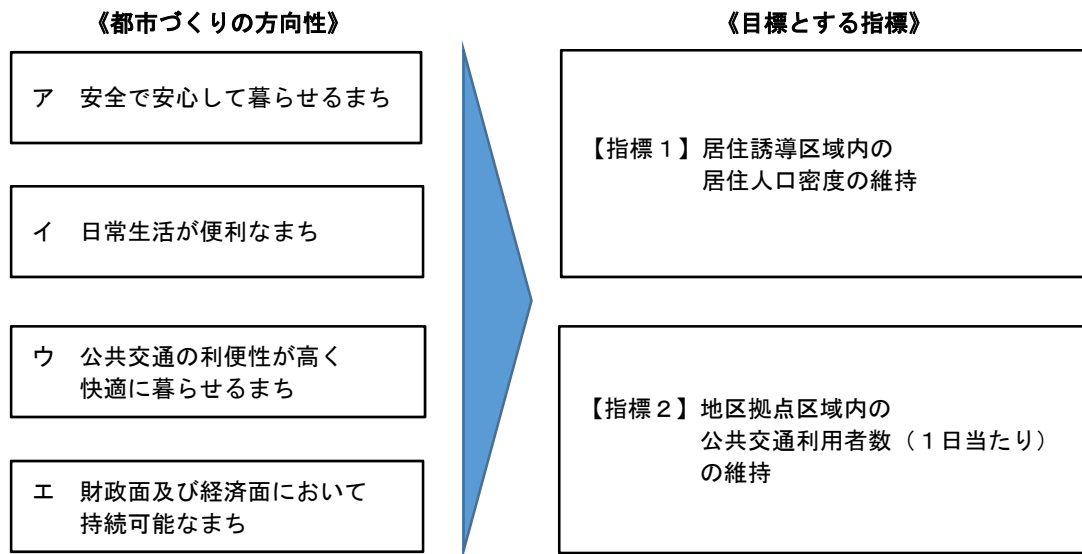 《都市づくりの方向性》
ア　安全で安心して暮らせるまち
イ　日常生活が便利なまち
ウ　公共交通の利便性が高く
快適に暮らせるまち
エ　財政面及び経済面において
持続可能なまち
《目標とする指標》
【指標１】居住誘導区域内の
居住人口密度の維持
【指標２】地区拠点区域内の
公共交通利用者数（１日当たり）
の維持